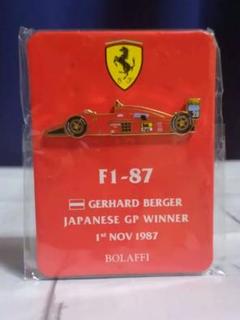 F1-87
GERHARD BERGER
JAPANESE GP WINNER
1ST NOV 1987
BOLAFFI